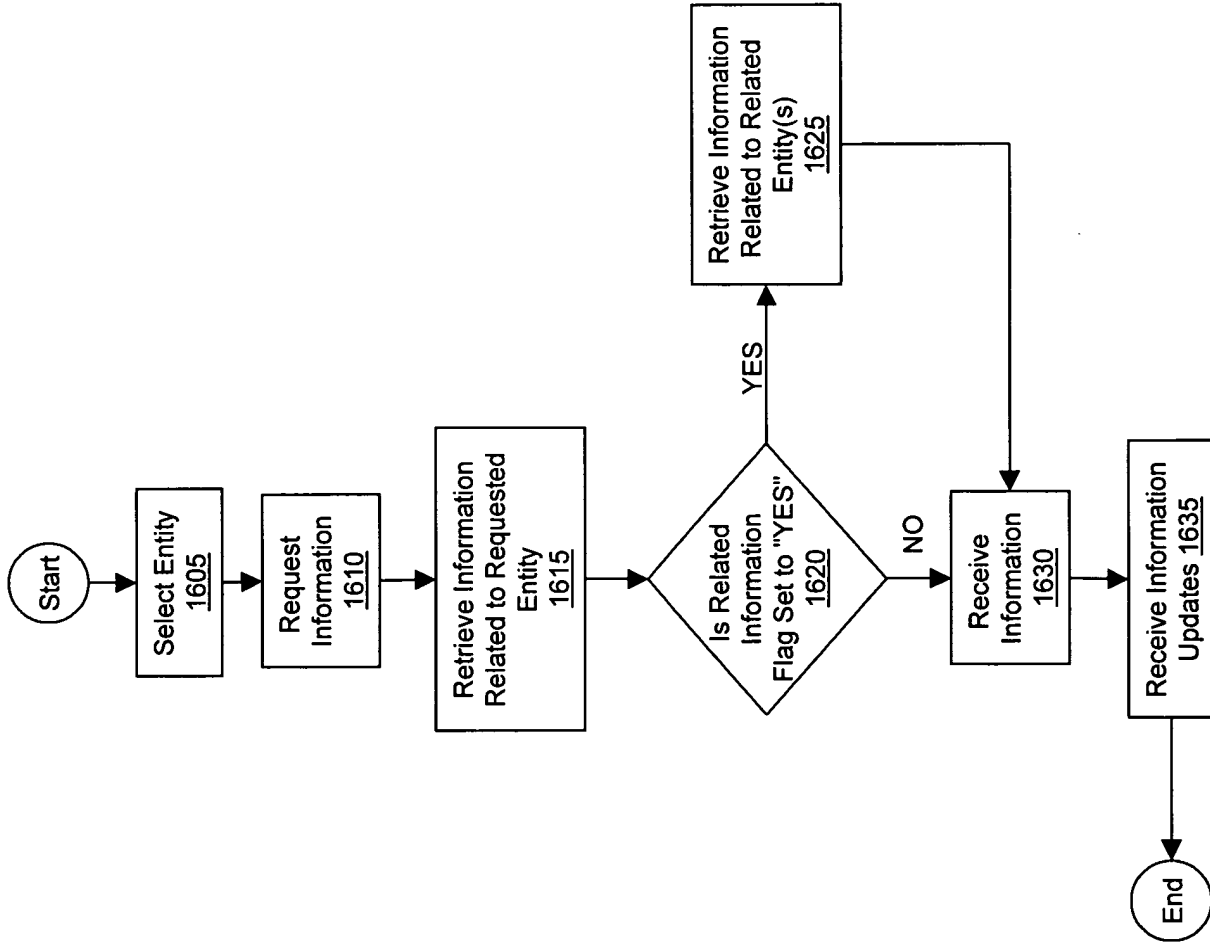 Start
Select Entity
1605
Request
Information
1610
Retrieve Information
Related to Requested
Entity
1615
Is Related
Information
Flag Set to "YES"
1620
YES
Retrieve Information
Related to Related
Entity(s)
1625
NO
Receive
Information
1630
Receive Information
Updates 1635
End